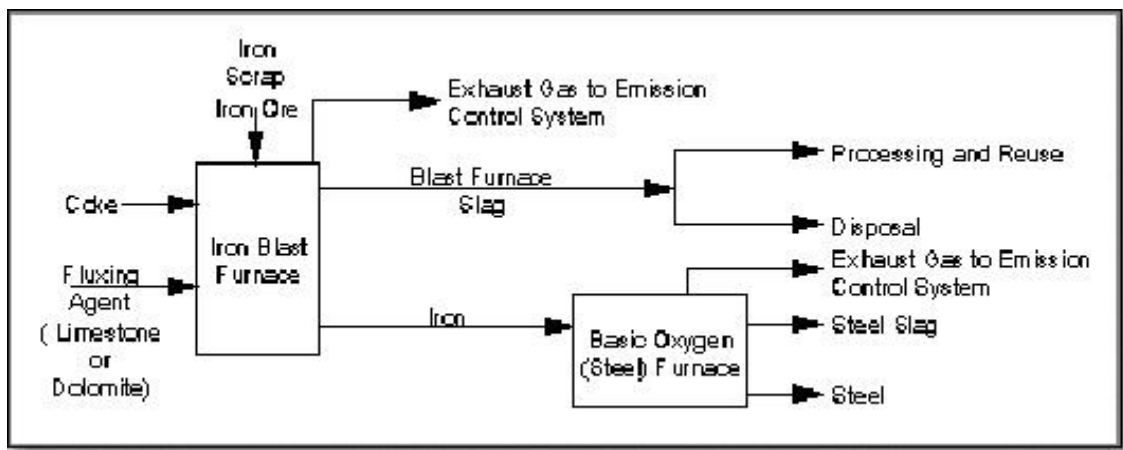 Iron
Scrap
Iron Ore
Exhaust Gas to Emission
Control System
Processing and Reuse
Blast Furnace
Slag
Coke
Disposal
Iron Blast
Furnace
Exhaust Gas to Emission
Control System
Fluxing
Agent
( Limestone
or
Dolomite)
Iron
Basic Oxygen
(Steel) Furnace
Steel Slag
Steel